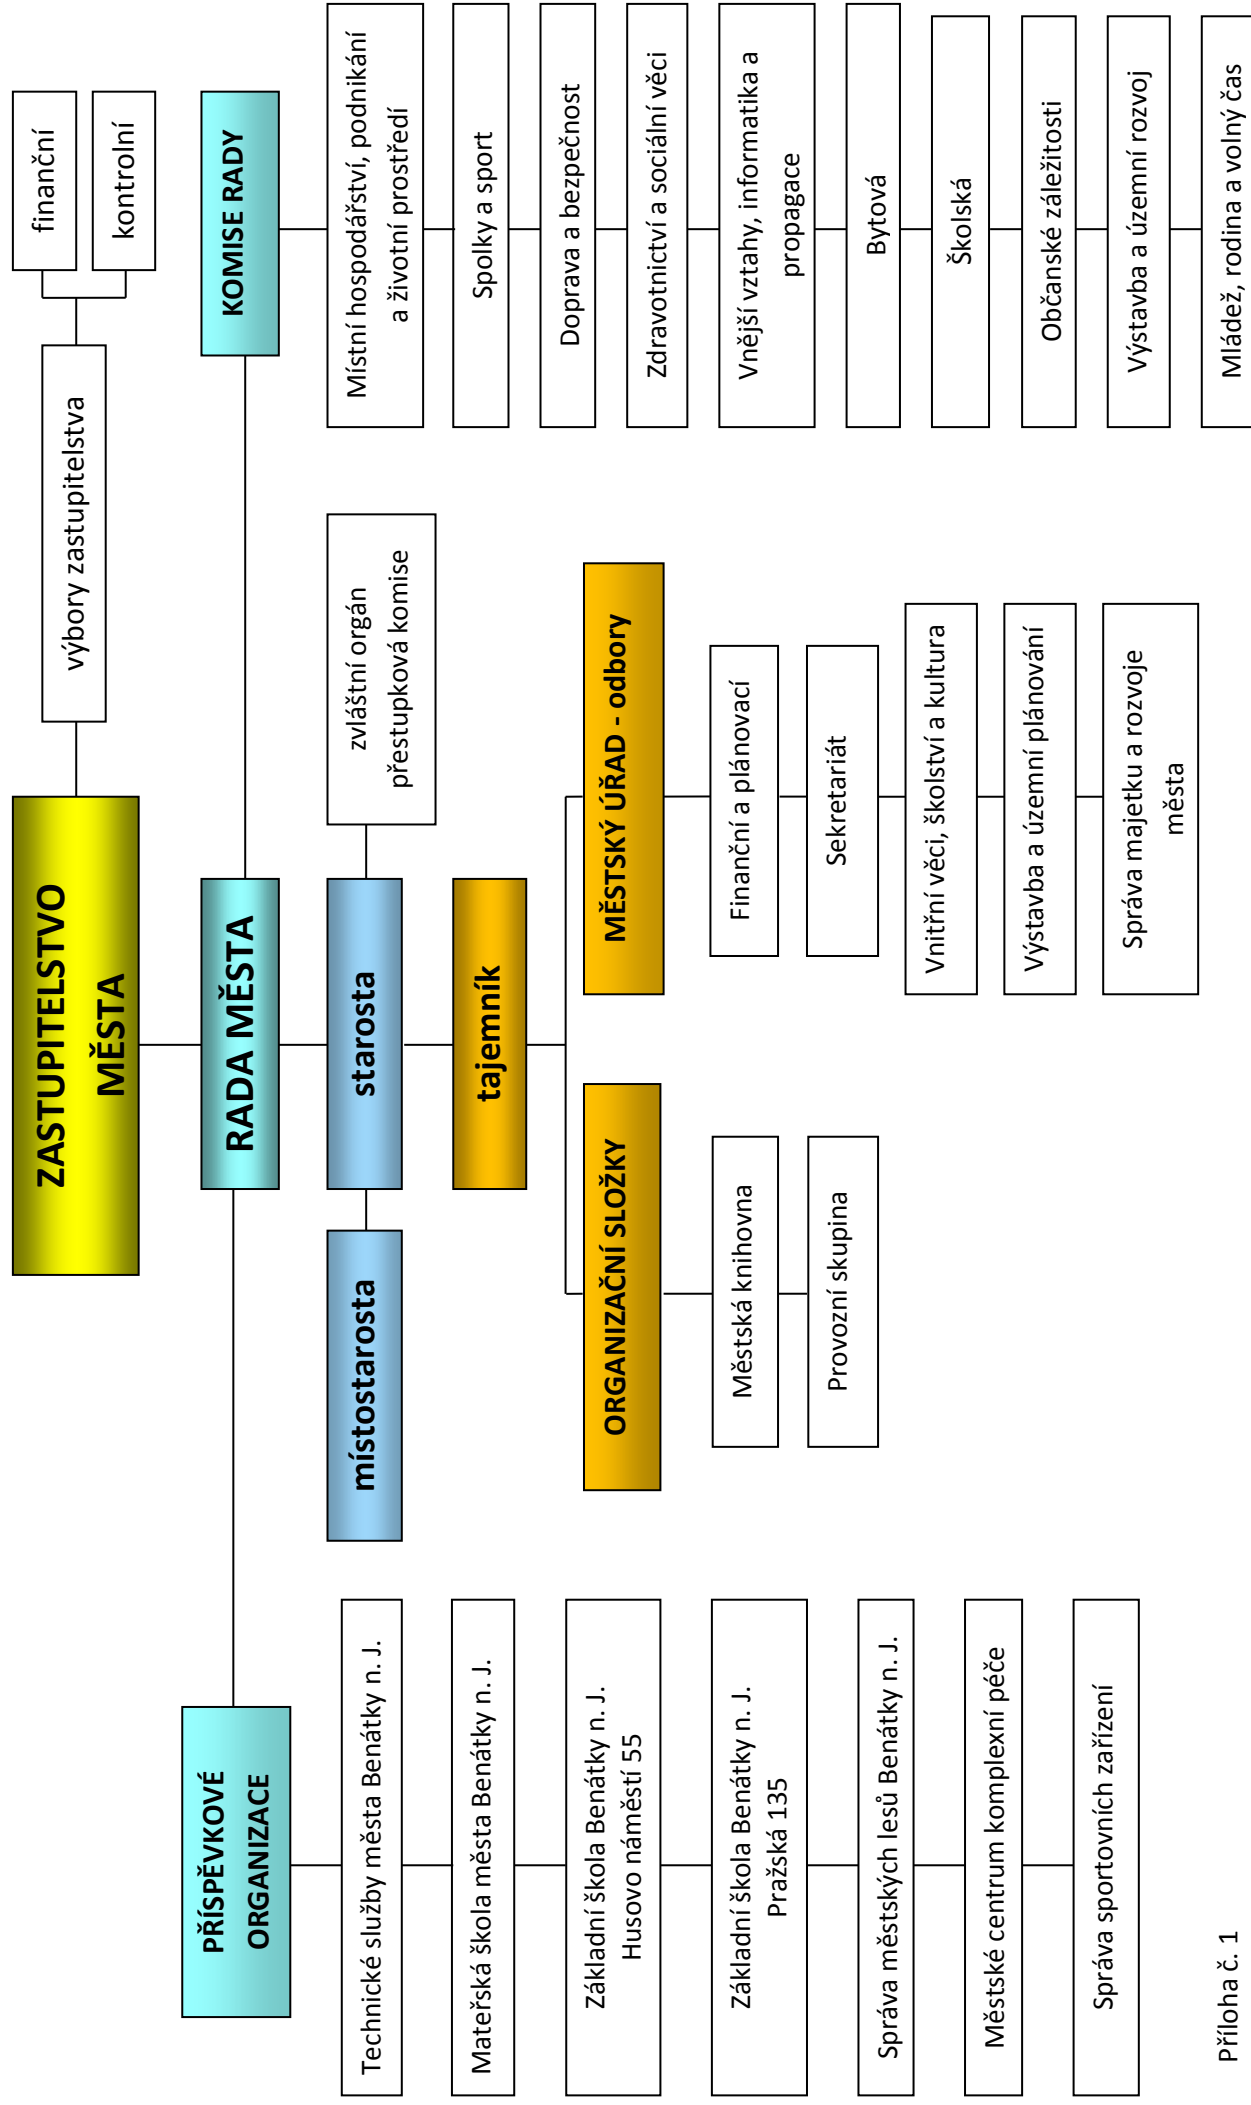 ZASTUPITELSTVO
MĚSTA
výbory zastupitelstva
finanční
kontrolní
PŘÍSPĚVKOVÉ
ORGANIZACE
RADA MĚSTA
KOMISE RADY
místostarosta
starosta
zvláštní orgán
přestupková komise
tajemník
ORGANIZAČNÍ SLOŽKY
MĚSTSKÝ ÚŘAD - odbory
Technické služby města Benátky n. J.
Mateřská škola města Benátky n. J.
Základní škola Benátky n. J.
Husovo náměstí 55
Základní škola Benátky n. J.
Pražská 135
Správa městských lesů Benátky n. J.
Městské centrum komplexní péče
Správa sportovních zařízení
Městská knihovna
Provozní skupina
Finanční a plánovací
Sekretariát
Vnitřní věci, školství a kultura
Výstavba a územní plánování
Správa majetku a rozvoje
města
Místní hospodářství, podnikání
a životní prostředí
Spolky a sport
Doprava a bezpečnost
Zdravotnictví a sociální věci
Vnější vztahy, informatika a
propagace
Bytová
Školská
Občanské záležitosti
Výstavba a územní rozvoj
Mládež, rodina a volný čas
Příloha č. 1